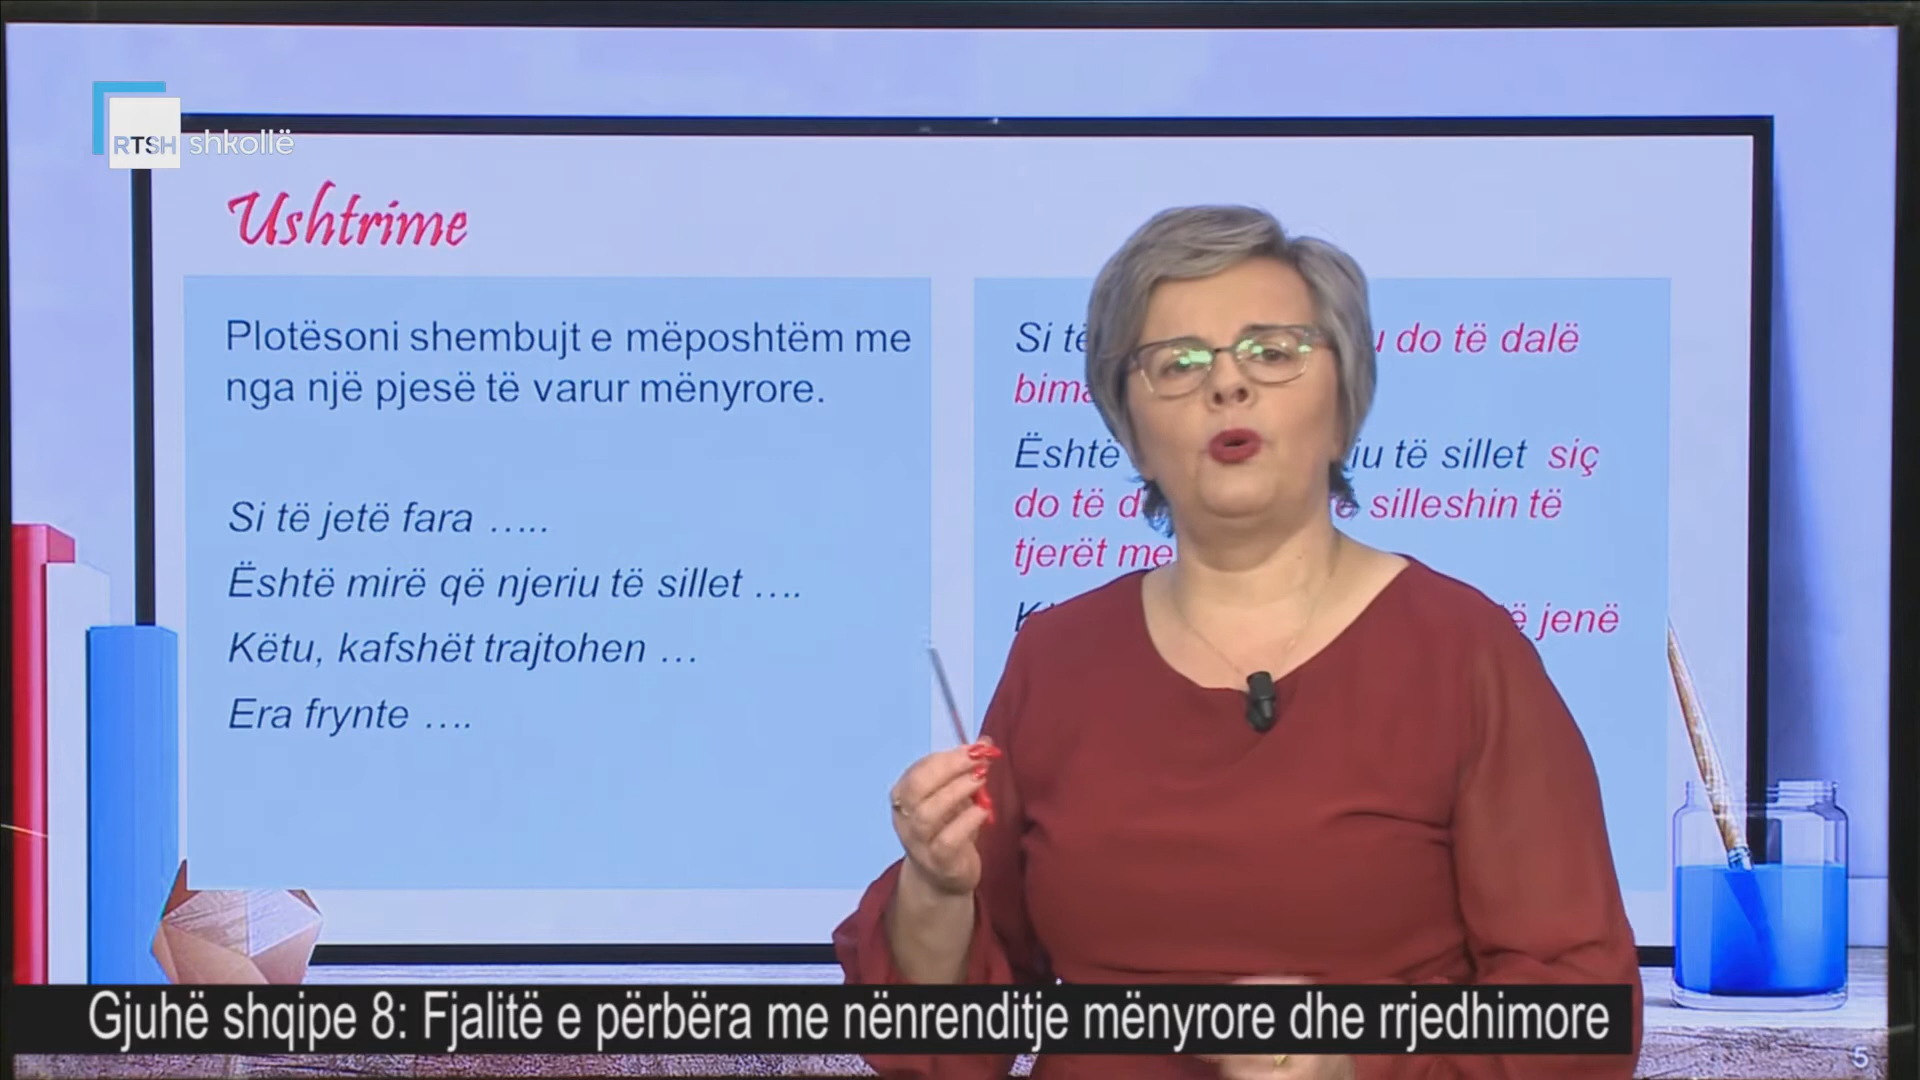 RTSH shkollë
Ushtrime
Plotësoni shembujt e mëposhtëm me
nga një pjesë të varur mënyrore.
Si të jetë fara …..
Është mirë që njeriu të sillet ….
Këtu, kafshët trajtohen …
Era frynte ….
Si të do të dalë
Është të sillet siç
do të silleshin të
tjerët me
jenë
Gjuhë shqipe 8: Fjalitë e përbëra me nënrenditje mënyrore dhe rrjedhimore
5